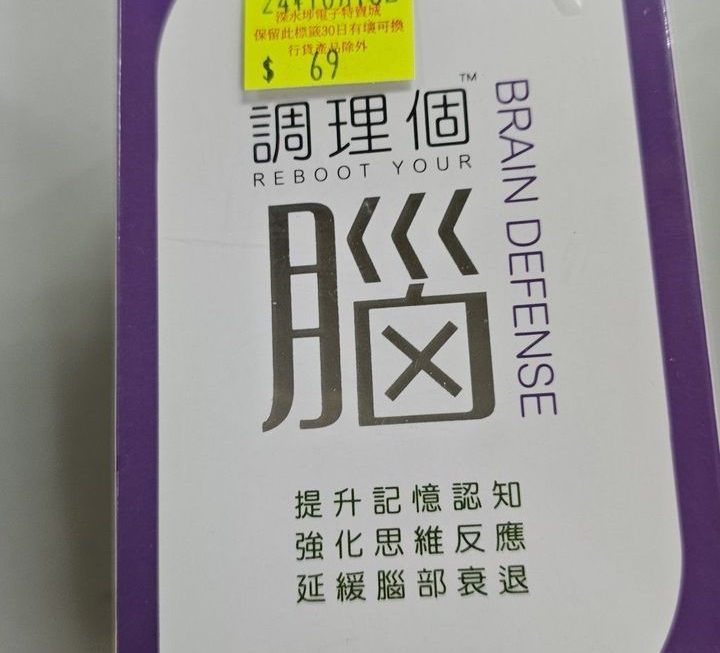 深水埗電子特賣城
保留此標籤30日有壞可換
行貨產品除外
$ 69
調理個™
REBOOT YOUR
腦
BRAIN DEFENSE
提升記憶認知
強化思維反應
延緩腦部衰退